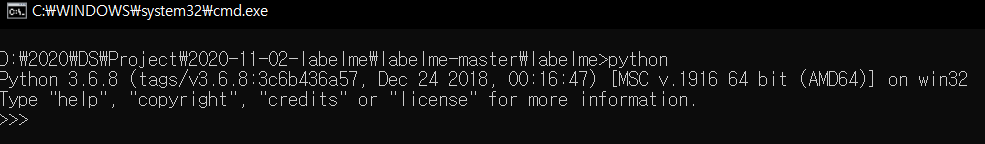 C:₩WINDOWS₩system32₩cmd.exe
D:₩2020₩DS₩Project₩2020-11-02-labelme₩labelme-master₩labelme>python
Python 3.6.8 (tags/v3.6.8:3c6b436a57, Dec 24 2018, 00:16:47) [MSC v.1916 64 bit (AMD64)] on win32
Type "help", "copyright", "credits" or "license" for more information.
>>>